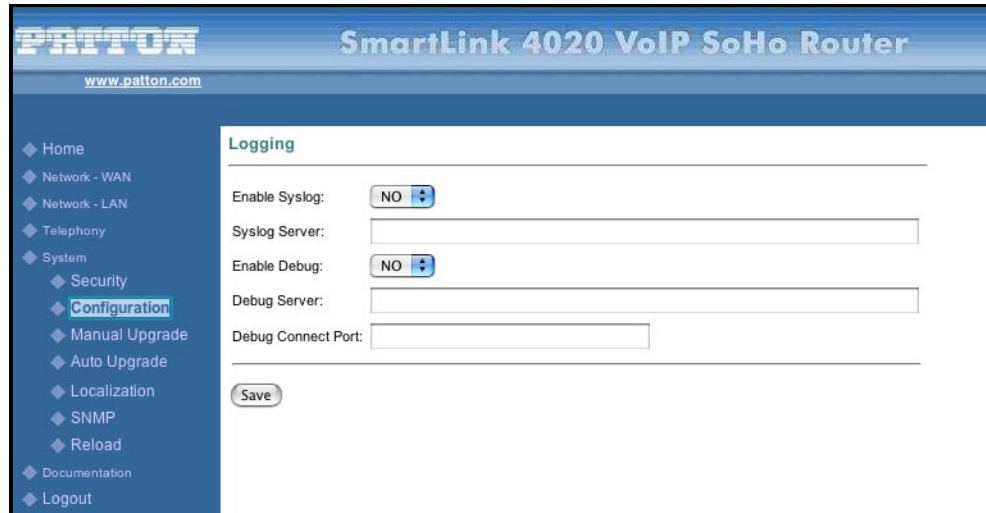 PATTON
SmartLink 4020 VoIP SoHo Router
www.patton.com
Home
Network - WAN
Network - LAN
Telephony
System
Security
Configuration
Manual Upgrade
Auto Upgrade
Localization
SNMP
Reload
Documentation
Logout
Logging
Enable Syslog: NO
Syslog Server:
Enable Debug: NO
Debug Server:
Debug Connect Port:
Save